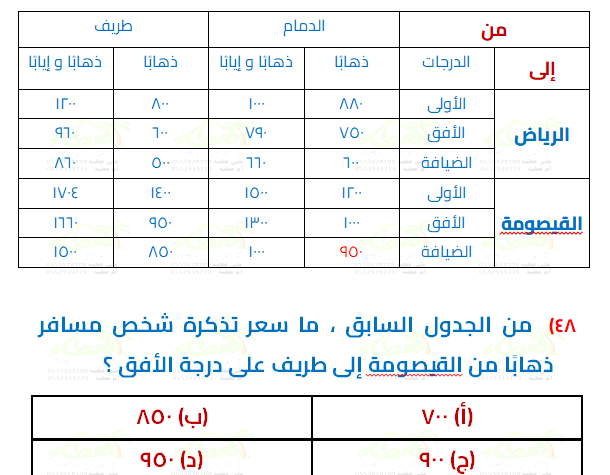 من الدمام طريف
إلى الدرجات ذهابًا ذهابًا و إيابًا ذهابًا ذهابًا و إيابًا
الرياض
الأولى ٨٨٠ ١٠٠٠ ٨٠٠ ١٢٠٠
الأفق ٧٥٠ ٧٩٠ ٦٠٠ ٩٦٠
الضيافة ٦٠٠ ٦٦٠ ٥٠٠ ٨٦٠
القيصومة
الأولى ١٢٠٠ ١٥٠٠ ١٤٠٠ ١٧٠٤
الأفق ١٠٠٠ ١٣٠٠ ٩٥٠ ١٦٦٠
الضيافة ٩٥٠ ١٠٠٠ ٨٥٠ ١٥٠٠
٤٨) من الجدول السابق ، ما سعر تذكرة شخص مسافر
ذهابًا من القيصومة إلى طريف على درجة الأفق ؟
(أ) ٧٠٠ (ب) ٨٥٠
(ج) ٩٠٠ (د) ٩٥٠